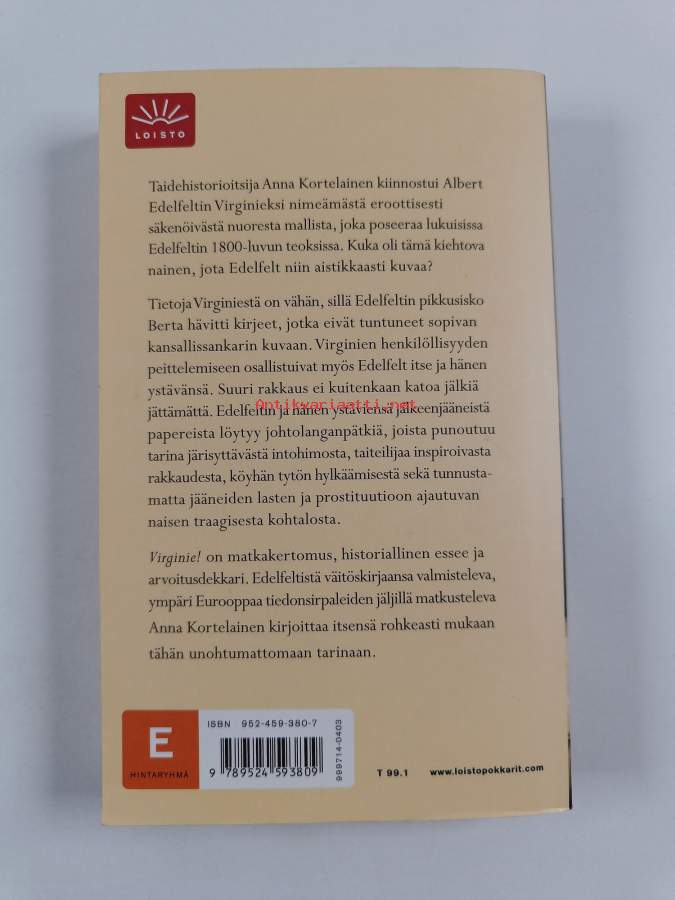 LOISTO
Taidehistorioitsija Anna Kortelainen kiinnostui Albert
Edelfeltin Virginieksi nimeämästä eroottisesti
säkenöivästä nuoresta mallista, joka poseeraa lukuisissa
Edelfeltin 1800-luvun teoksissa. Kuka oli tämä kiehtova
nainen, jota Edelfelt niin aistikkaasti kuvaa?
Tietoja Virginiestä on vähän, sillä Edelfeltin pikkusisko
Berta hävitti kirjeet, jotka eivät tuntuneet sopivan
kansallissankarin kuvaan. Virginien henkilöllisyyden
peittelemiseen osallistuivat myös Edelfelt itse ja hänen
ystävänsä. Suuri rakkaus ei kuitenkaan katoa jälkiä
Antikvariaatti.net
jättämättä. Edelfeltin ja hänen ystäviensä jälkeenjääneistä
papereista löytyy johtolanganpätkiä, joista punoutuu
tarina järisyttävästä intohimosta, taiteilijaa inspiroivasta
rakkaudesta, köyhän tytön hylkäämisestä sekä tunnusta-
matta jääneiden lasten ja prostituutioon ajautuvan
naisen traagisesta kohtalosta.
Virginie! on matkakertomus, historiallinen essee ja
arvoitusdekkari. Edelfeltistä väitöskirjaansa valmisteleva,
ympäri Eurooppaa tiedonsirpaleiden jäljillä matkusteleva
Anna Kortelainen kirjoittaa itsensä rohkeasti mukaan
tähän unohtumattomaan tarinaan.
E
HINTARYHMÄ
ISBN 952-459-380-7
9 789524 593809
999714-0403
T 99.1 www.loistopokkarit.com